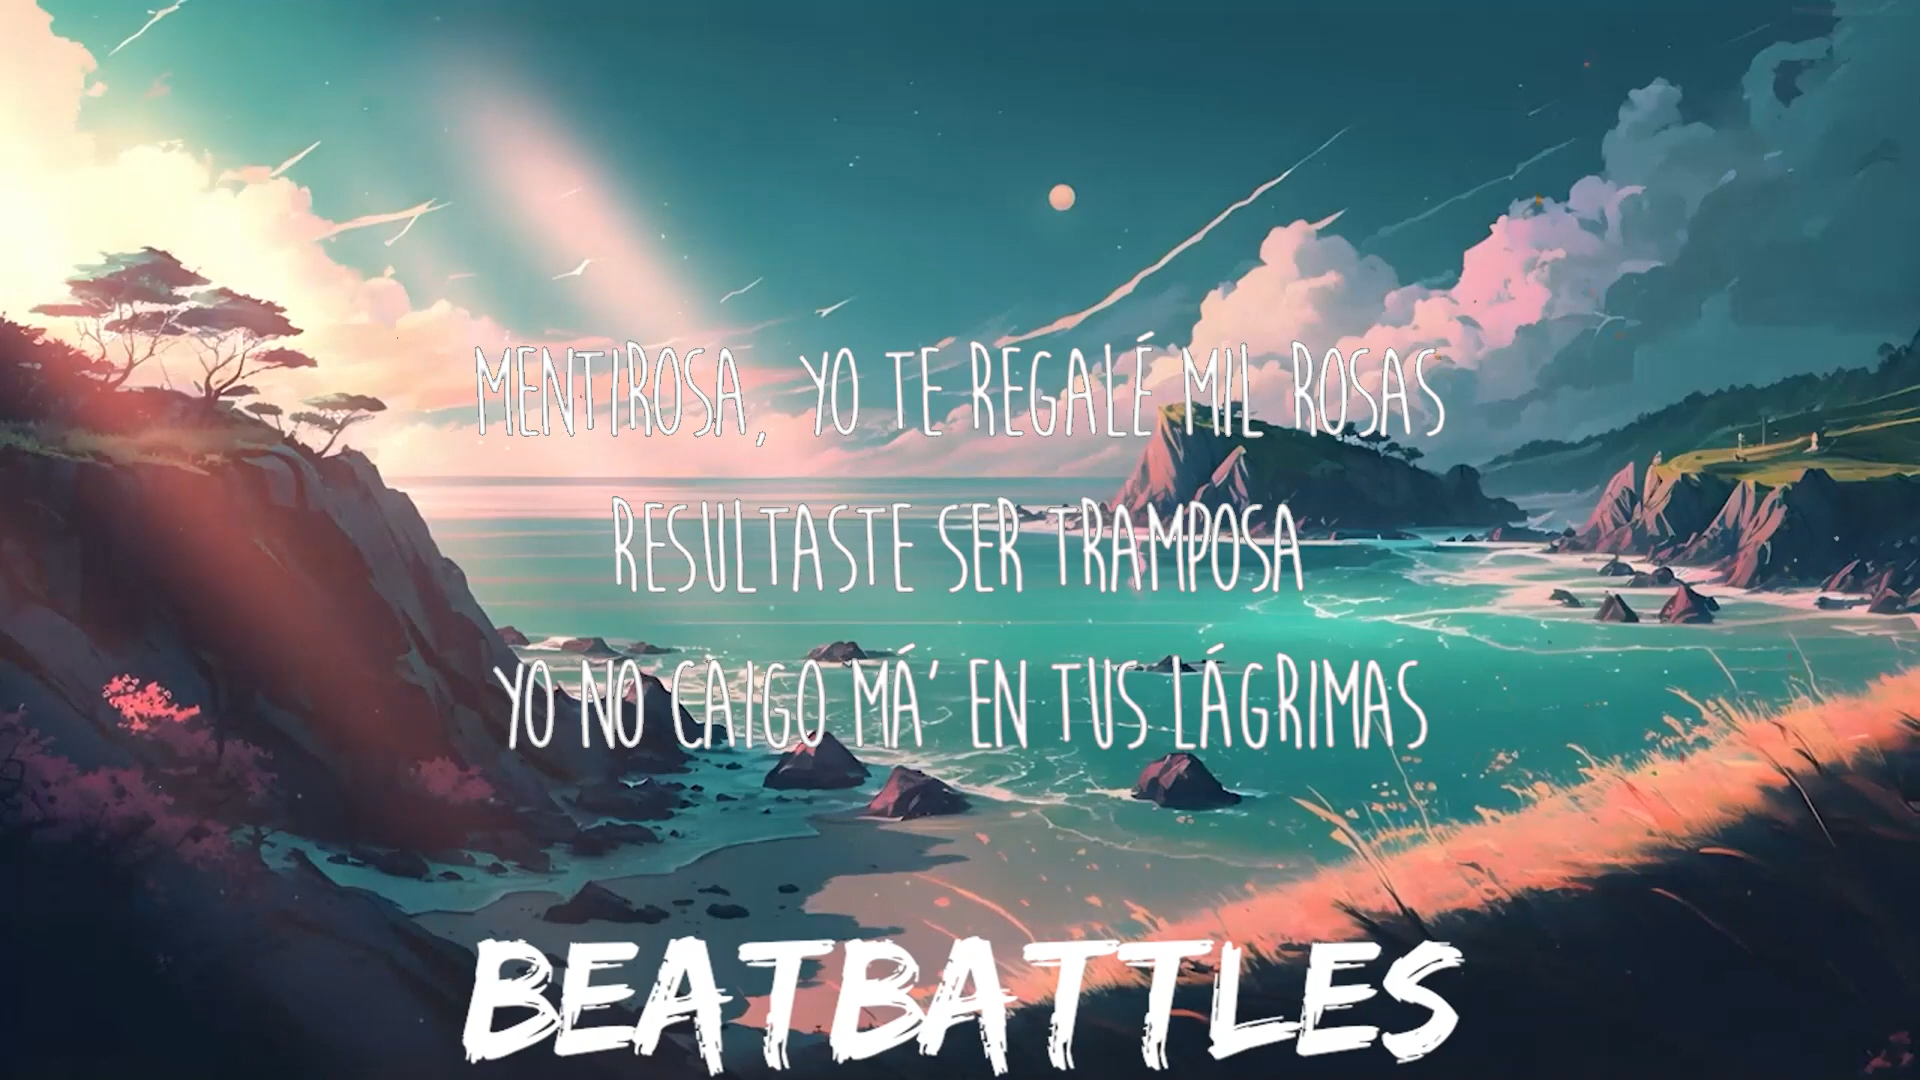 MENTIROSA, YO TE REGALÉ MIL ROSAS
RESULTASTE SER TRAMPOSA
YO NO CAIGO MÁ' EN TUS LÁGRIMAS
BEATBATTLES